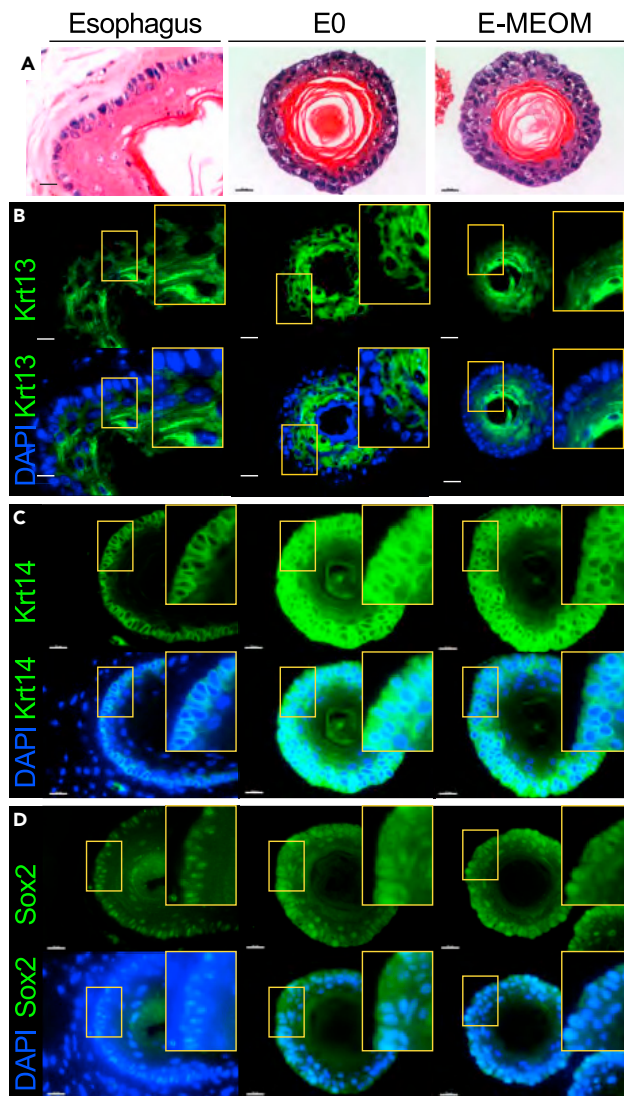 Esophagus E0 E-MEOM
A
B
Krt13
DAPI Krt13
C
Krt14
DAPI Krt14
D
Sox2
DAPI Sox2